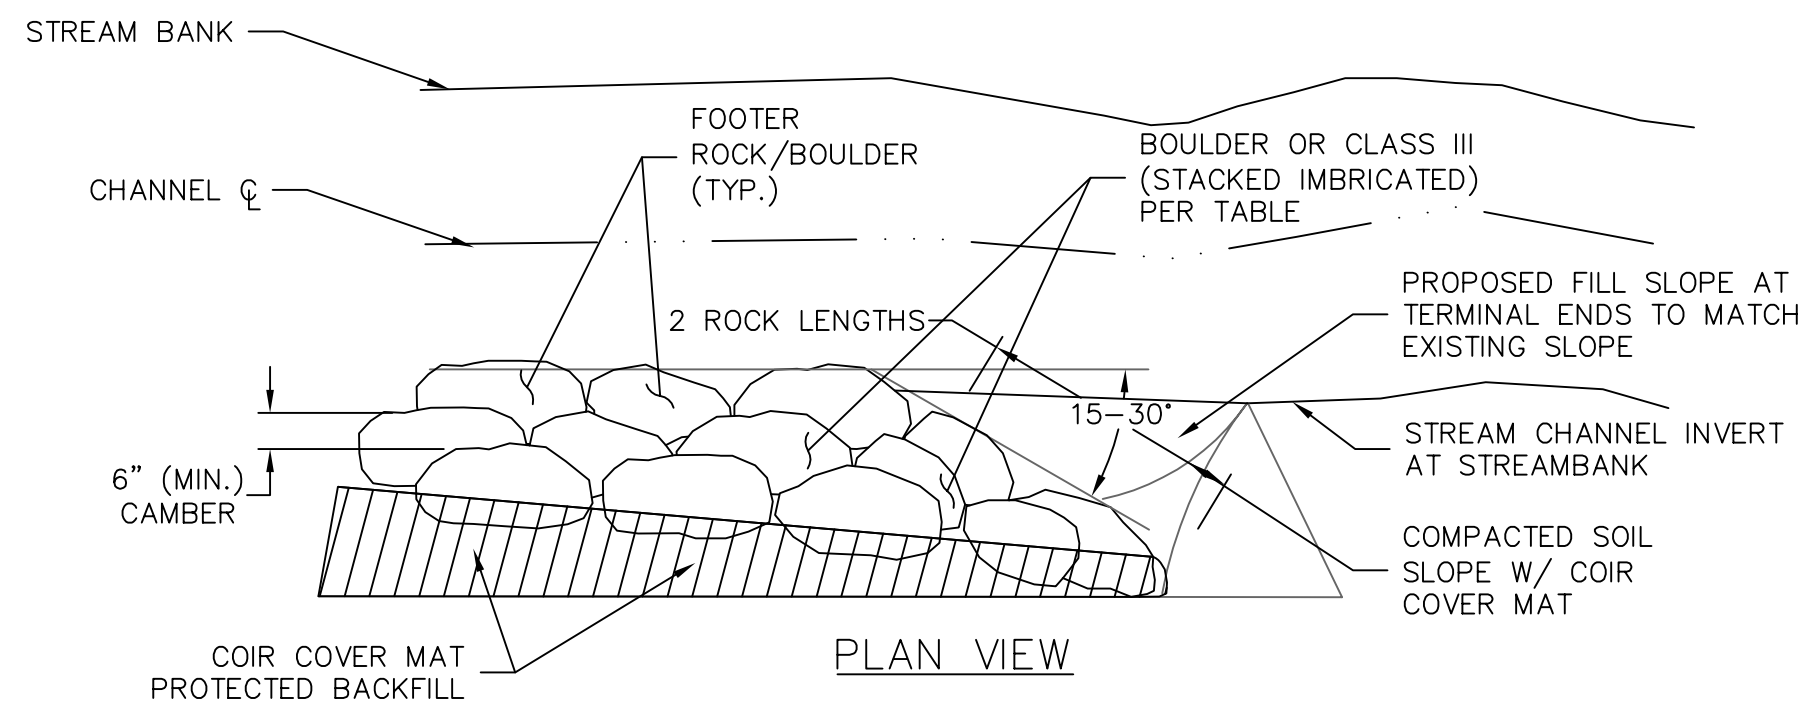 STREAM BANK
FOOTER
ROCK/BOULDER
(TYP.)
BOULDER OR CLASS III
(STACKED IMBRICATED)
PER TABLE
CHANNEL ℄
2 ROCK LENGTHS
PROPOSED FILL SLOPE AT
TERMINAL ENDS TO MATCH
EXISTING SLOPE
15-30°
STREAM CHANNEL INVERT
AT STREAMBANK
6" (MIN.)
CAMBER
COMPACTED SOIL
SLOPE W/ COIR
COVER MAT
COIR COVER MAT
PROTECTED BACKFILL
PLAN VIEW